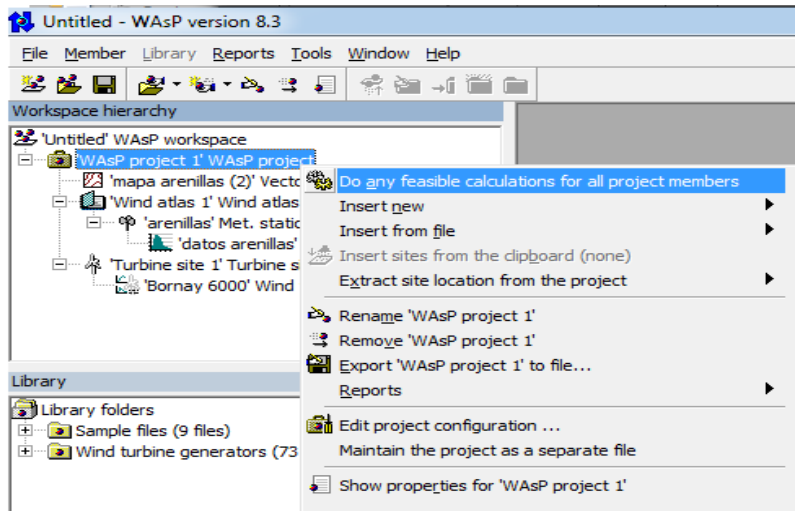 Untitled - WAsP version 8.3
File Member Library Reports Tools Window Help
Workspace hierarchy
'Untitled' WAsP workspace
'WAsP project 1' WAsP project
'mapa arenillas (2)' Vecto
'Wind atlas 1' Wind atlas
'arenillas' Met. static
'datos arenillas'
'Turbine site 1' Turbine s
'Bornay 6000' Wind
Do any feasible calculations for all project members
Insert new
Insert from file
Insert sites from the clipboard (none)
Extract site location from the project
Rename 'WAsP project 1'
Remove 'WAsP project 1'
Export 'WAsP project 1' to file...
Reports
Edit project configuration ...
Maintain the project as a separate file
Show properties for 'WAsP project 1'
Library
Library folders
Sample files (9 files)
Wind turbine generators (73